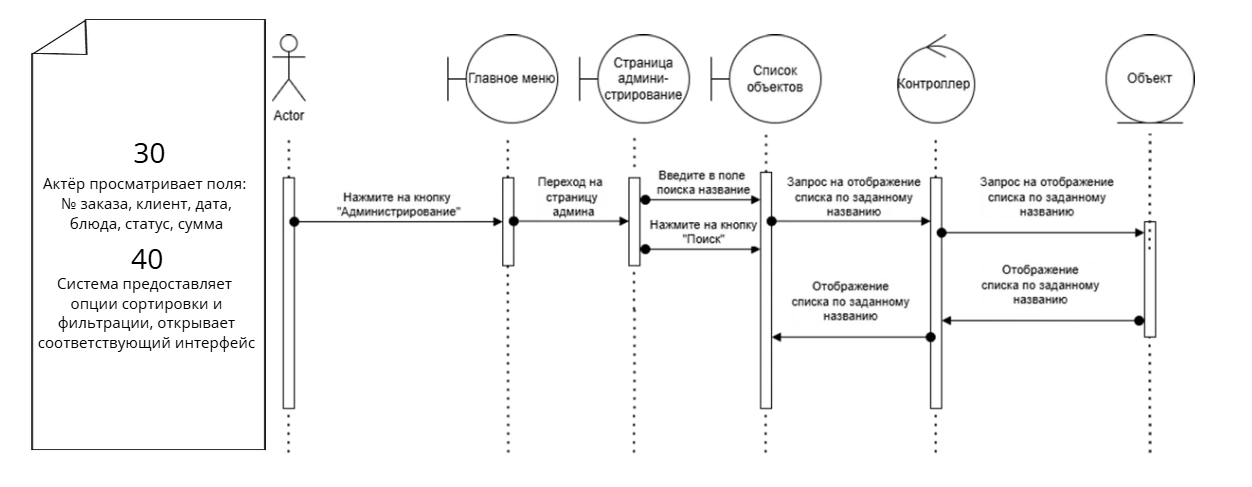 30
Актёр просматривает поля:
№ заказа, клиент, дата,
блюда, статус, сумма
40
Система предоставляет
опции сортировки и
фильтрации, открывает
соответствующий интерфейс
Actor
Главное меню
Страница
админи-
стрирование
Список
объектов
Контроллер
Объект
Нажмите на кнопку
"Администрирование"
Переход на
страницу
админа
Введите в поле
поиска название
Нажмите на кнопку
"Поиск"
Запрос на отображение
списка по заданному
названию
Запрос на отображение
списка по заданному
названию
Отображение
списка по заданному
названию
Отображение
списка по заданному
названию